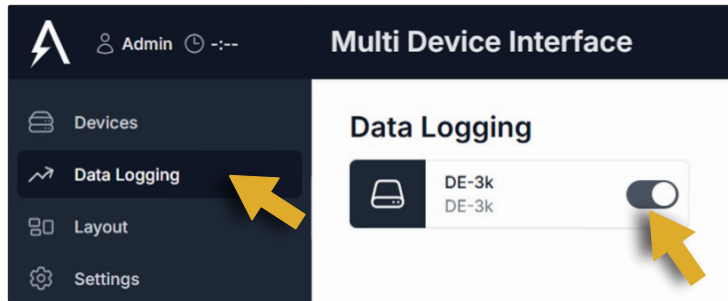 Admin -:--
Multi Device Interface
Devices
Data Logging
Layout
Settings
Data Logging
DE-3k
DE-3k